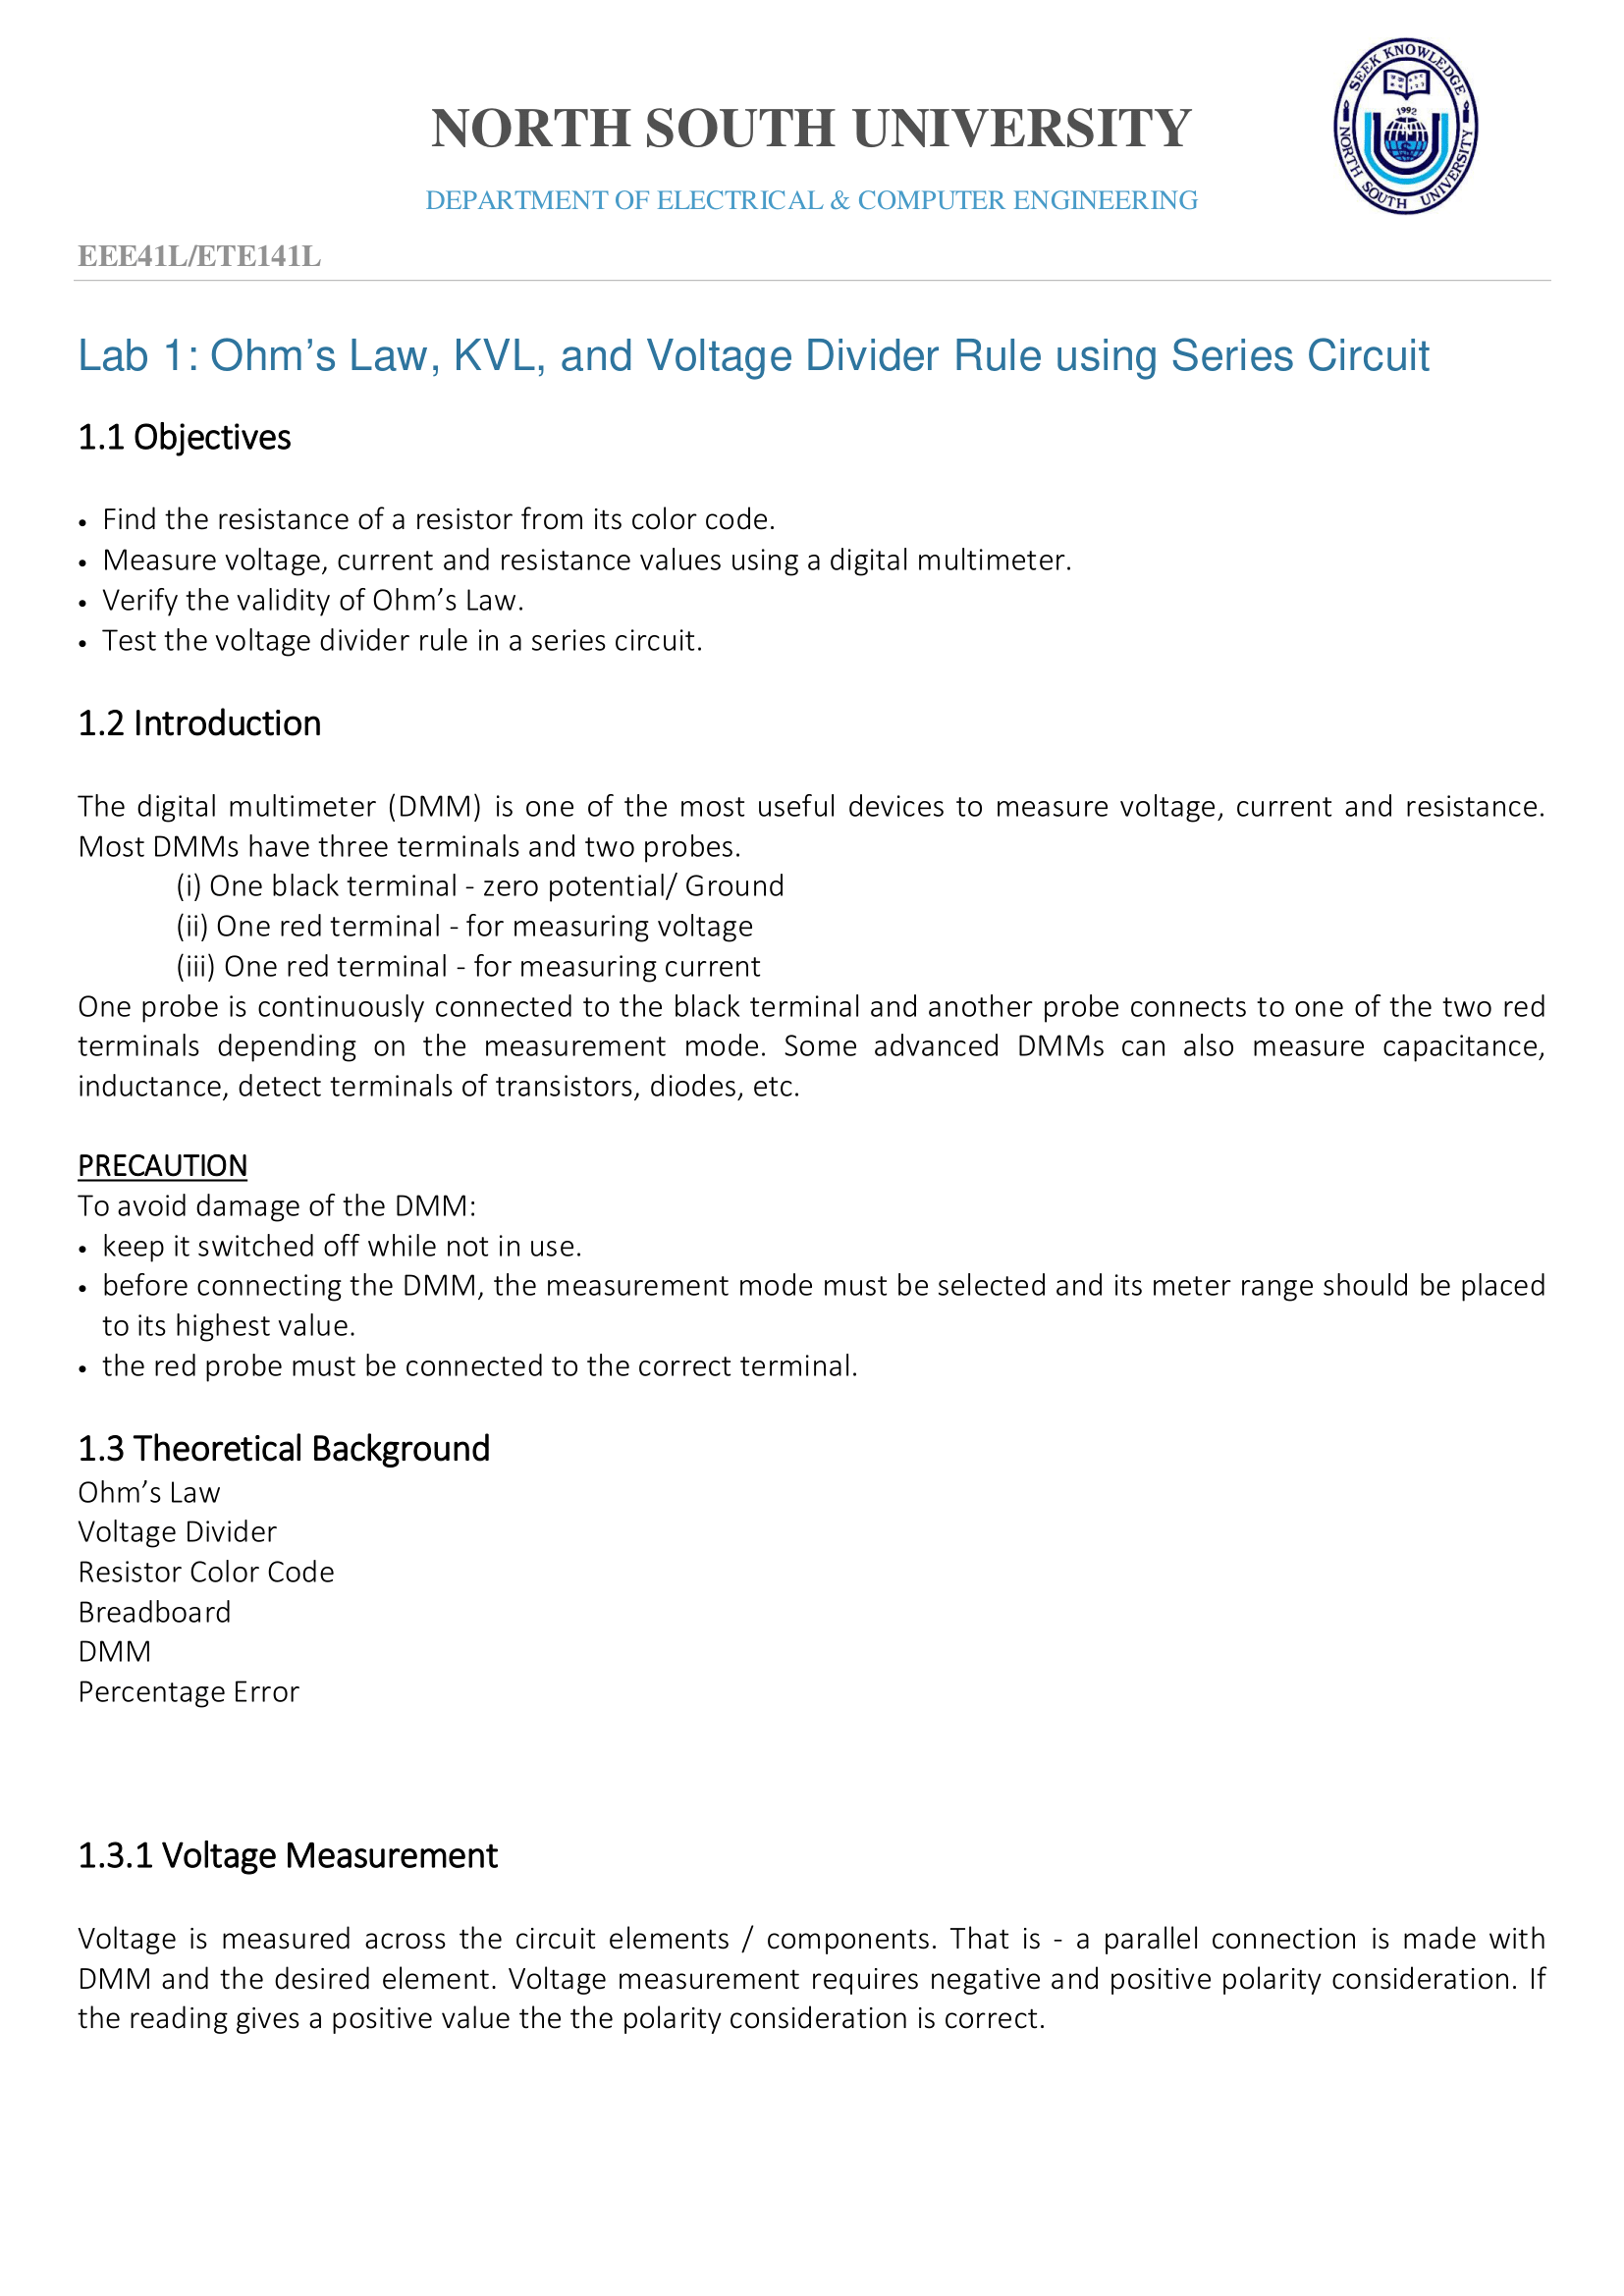 NORTH SOUTH UNIVERSITY
SEEK KNOWLEDGE
1992
NORTH SOUTH UNIVERSITY
DEPARTMENT OF ELECTRICAL & COMPUTER ENGINEERING
EEE41L/ETE141L
Lab 1: Ohm’s Law, KVL, and Voltage Divider Rule using Series Circuit
1.1 Objectives
• Find the resistance of a resistor from its color code.
• Measure voltage, current and resistance values using a digital multimeter.
• Verify the validity of Ohm’s Law.
• Test the voltage divider rule in a series circuit.
1.2 Introduction
The digital multimeter (DMM) is one of the most useful devices to measure voltage, current and resistance.
Most DMMs have three terminals and two probes.
(i) One black terminal - zero potential/ Ground
(ii) One red terminal - for measuring voltage
(iii) One red terminal - for measuring current
One probe is continuously connected to the black terminal and another probe connects to one of the two red
terminals depending on the measurement mode. Some advanced DMMs can also measure capacitance,
inductance, detect terminals of transistors, diodes, etc.
PRECAUTION
To avoid damage of the DMM:
• keep it switched off while not in use.
• before connecting the DMM, the measurement mode must be selected and its meter range should be placed
to its highest value.
• the red probe must be connected to the correct terminal.
1.3 Theoretical Background
Ohm’s Law
Voltage Divider
Resistor Color Code
Breadboard
DMM
Percentage Error
1.3.1 Voltage Measurement
Voltage is measured across the circuit elements / components. That is - a parallel connection is made with
DMM and the desired element. Voltage measurement requires negative and positive polarity consideration. If
the reading gives a positive value the the polarity consideration is correct.